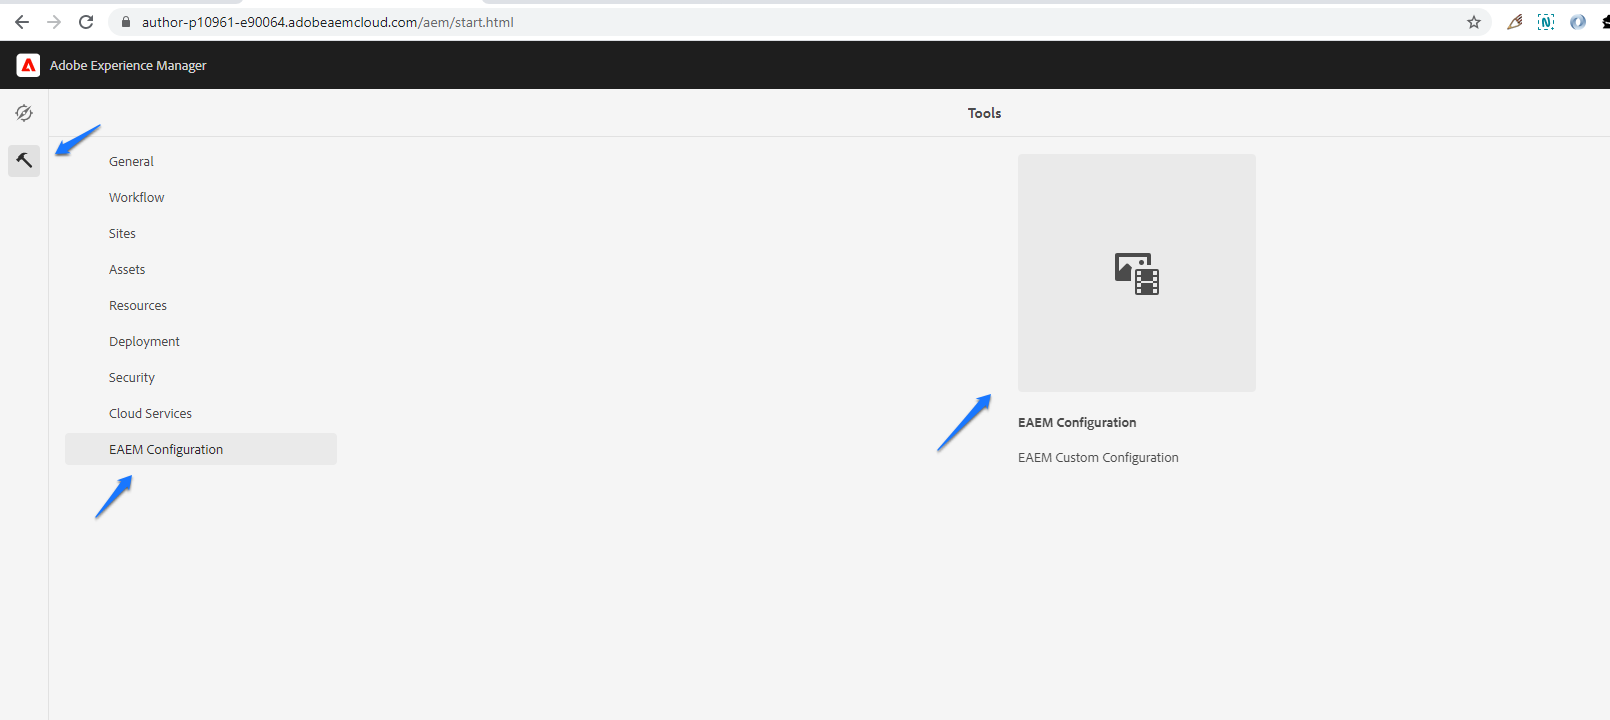 author-p10961-e90064.adobeaemcloud.com/aem/start.html
Adobe Experience Manager
Tools
General
Workflow
Sites
Assets
Resources
Deployment
Security
Cloud Services
EAEM Configuration
EAEM Configuration
EAEM Custom Configuration